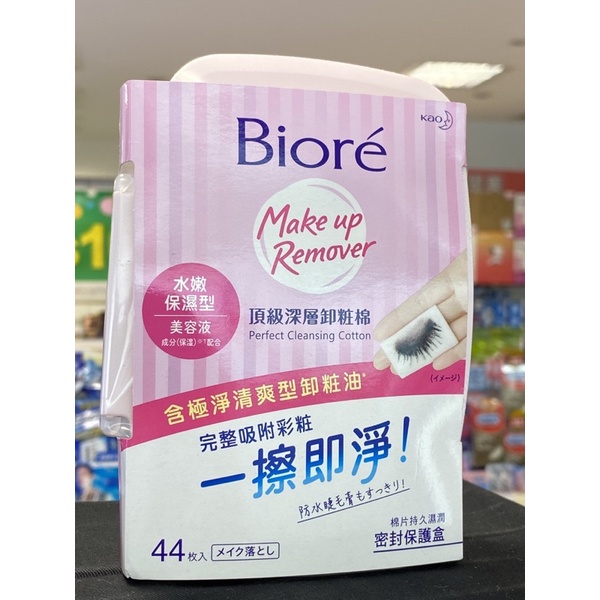 Kao
Bioré
Make up
Remover
水嫩
保濕型
美容液
成分(保湿)※1配合
頂級深層卸粧棉
Perfect Cleansing Cotton
(イメージ)
含極淨清爽型卸粧油*
完整吸附彩粧
一擦即淨!
防水睫毛膏もすっきり!
44枚入
メイク落とし
棉片持久濕潤
密封保護盒